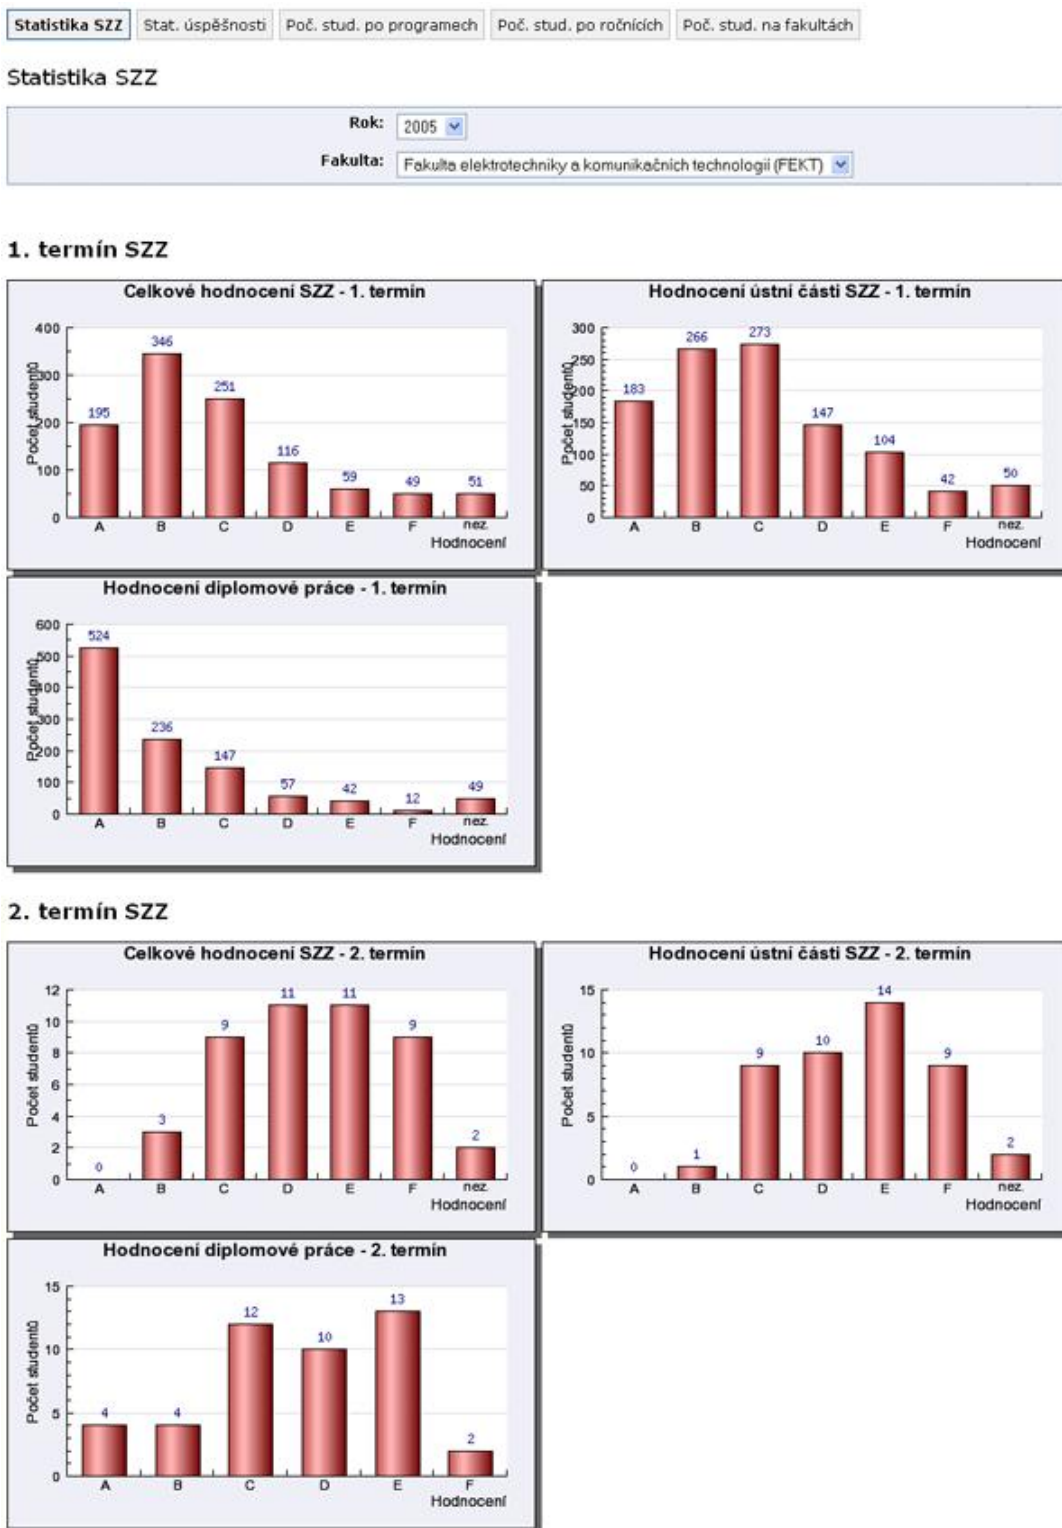 Statistika SZZ Stat. úspěšnosti Poč. stud. po programech Poč. stud. po ročnících Poč. stud. na fakultách
Statistika SZZ
Rok: 2005
Fakulta: Fakulta elektrotechniky a komunikačních technologií (FEKT)
1. termín SZZ
Celkové hodnocení SZZ - 1. termín
Počet studentů
400
300
200
100
0
195 346 251 116 59 49 51
A B C D E F nez.
Hodnocení
Hodnocení ústní části SZZ - 1. termín
Počet studentů
300
250
200
150
100
50
0
183 266 273 147 104 42 50
A B C D E F nez.
Hodnocení
Hodnocení diplomové práce - 1. termín
Počet studentů
600
500
400
300
200
100
0
524 236 147 57 42 12 49
A B C D E F nez.
Hodnocení
2. termín SZZ
Celkové hodnocení SZZ - 2. termín
Počet studentů
12
10
8
6
4
2
0
0 3 9 11 11 9 2
A B C D E F nez.
Hodnocení
Hodnocení ústní části SZZ - 2. termín
Počet studentů
15
10
5
0
0 1 9 10 14 9 2
A B C D E F nez.
Hodnocení
Hodnocení diplomové práce - 2. termín
Počet studentů
15
10
5
0
4 4 12 10 13 2
A B C D E F
Hodnocení